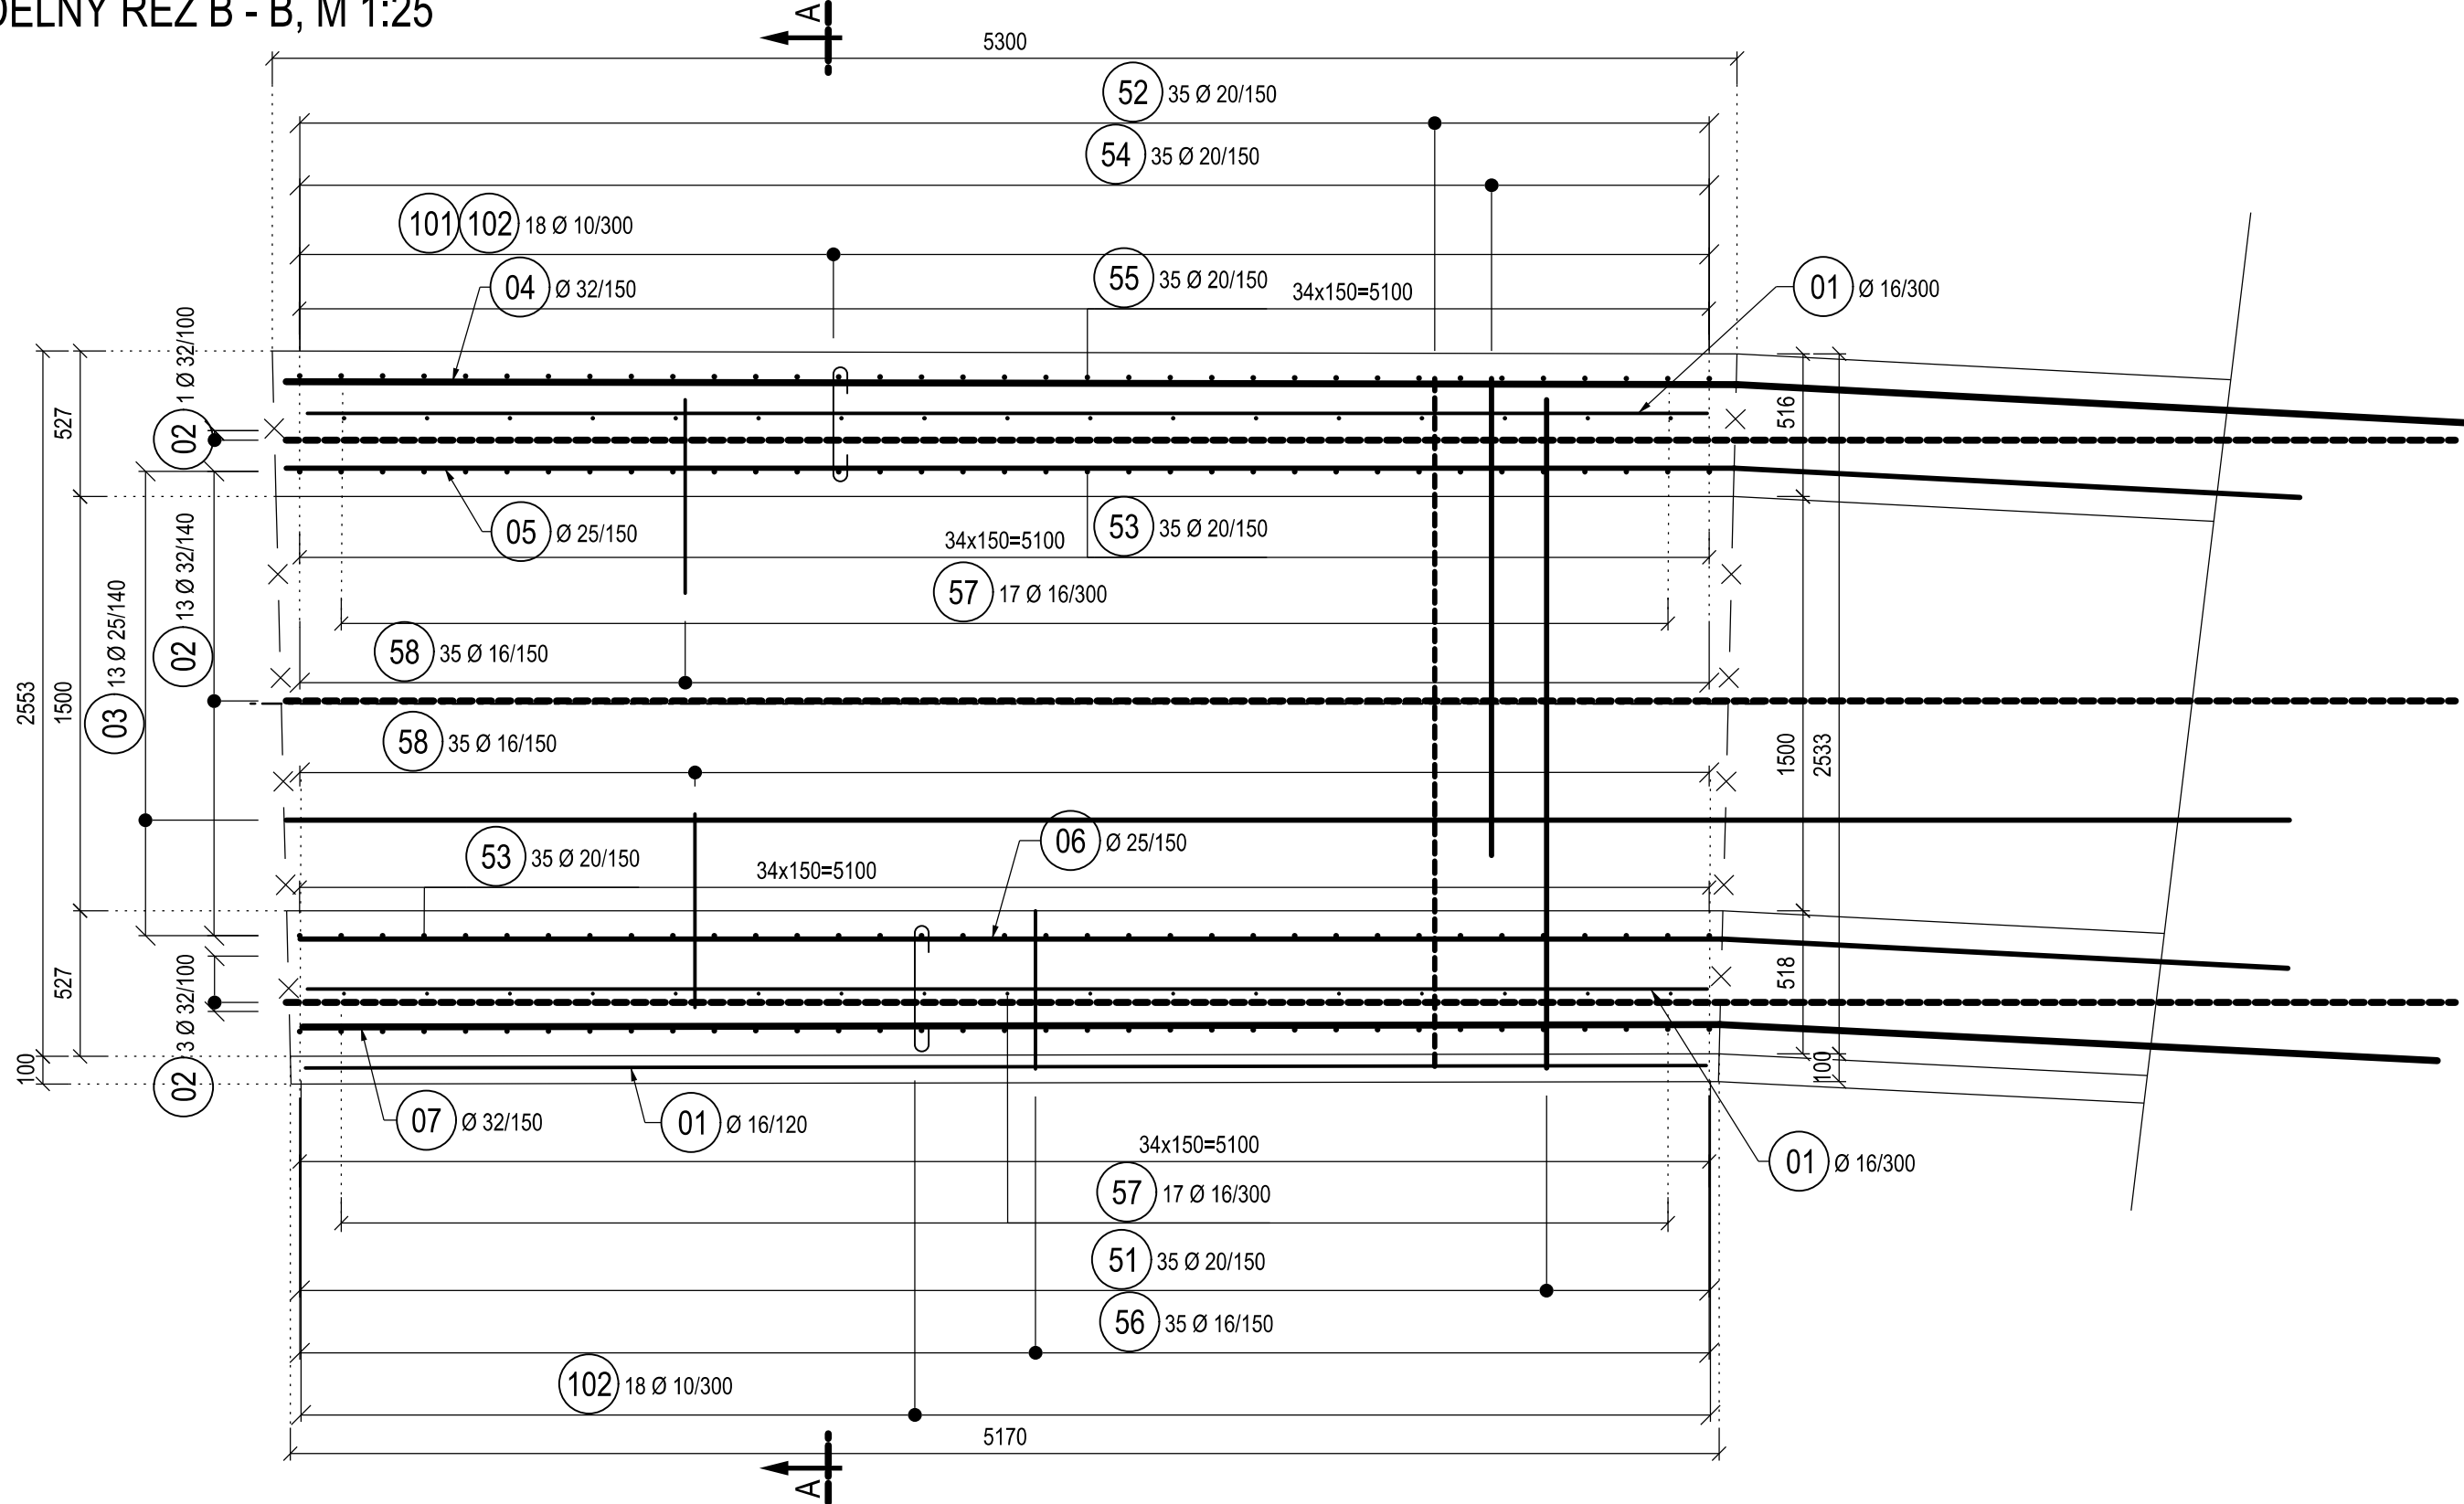 REZ B - B, M 1:25
A
5300
52 35 Ø 20/150
54 35 Ø 20/150
101 102 18 Ø 10/300
04 Ø 32/150
55 35 Ø 20/150
34x150=5100
01 Ø 16/300
02 1 Ø 32/100
527
516
05 Ø 25/150
34x150=5100
53 35 Ø 20/150
57 17 Ø 16/300
58 35 Ø 16/150
03 13 Ø 25/140
02 13 Ø 32/140
2553
1500
1500
2533
58 35 Ø 16/150
53 35 Ø 20/150
34x150=5100
06 Ø 25/150
527
518
02 3 Ø 32/100
100
100
07 Ø 32/150
01 Ø 16/120
34x150=5100
01 Ø 16/300
57 17 Ø 16/300
51 35 Ø 20/150
56 35 Ø 16/150
102 18 Ø 10/300
5170
A